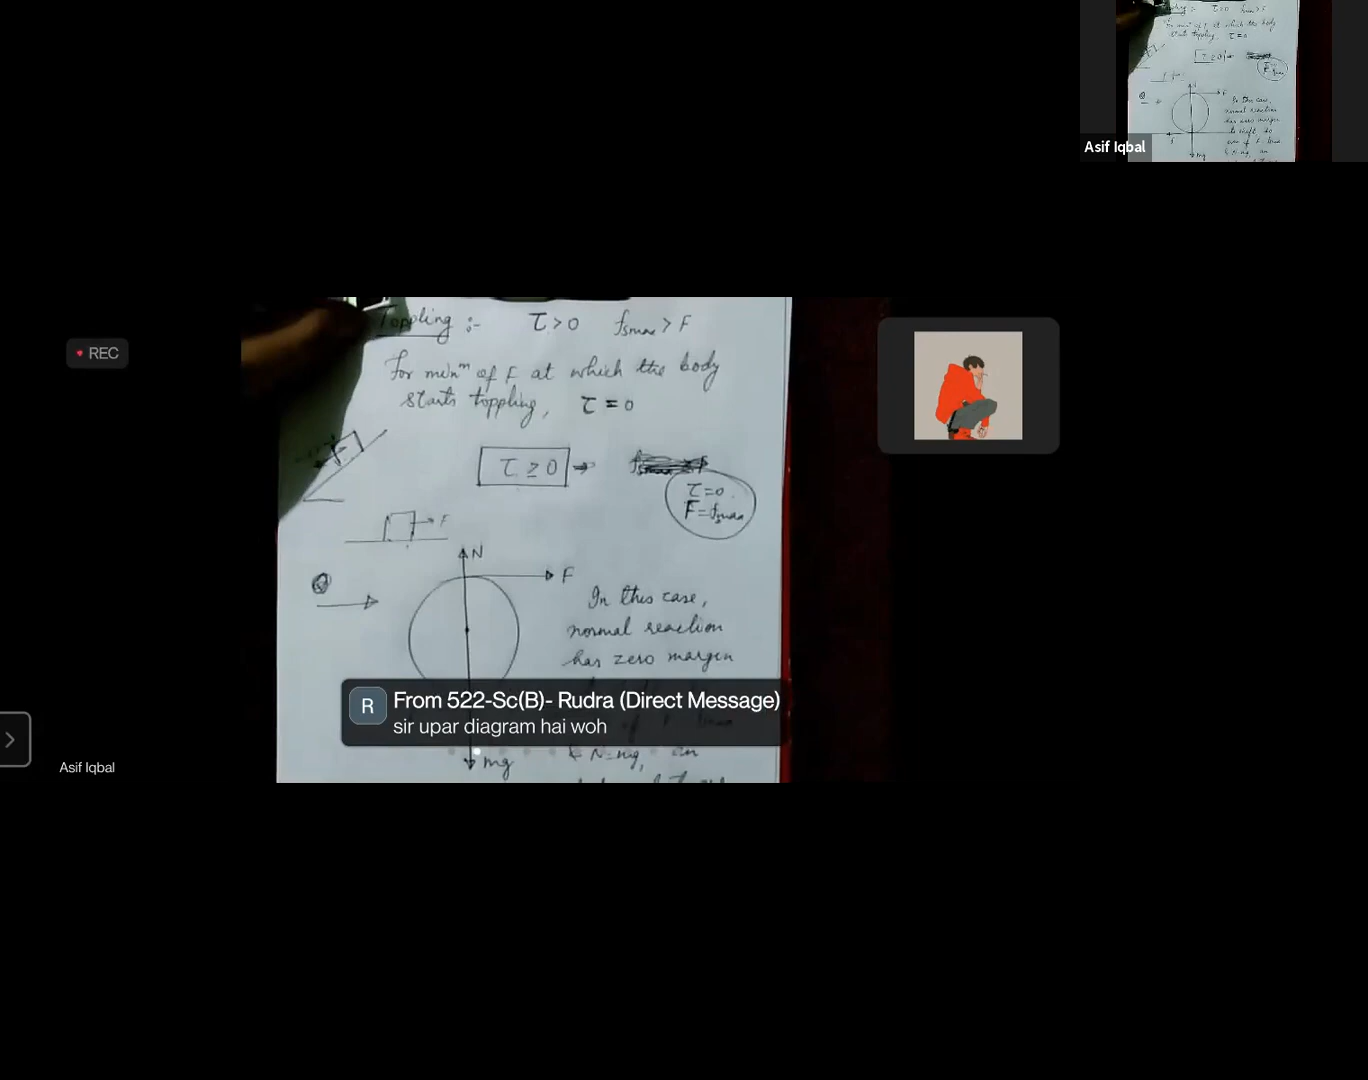 Asif Iqbal
REC
Toppling :- τ > 0 fsmax > F
for minᵐ of F at which the body
starts toppling, τ = 0
τ ≥ 0
τ = 0
F = fsmax
F
N
F
In this case,
normal reaction
has zero margin
R
From 522-Sc(B)- Rudra (Direct Message)
sir upar diagram hai woh
of
& N=mg, an
mg
Asif Iqbal